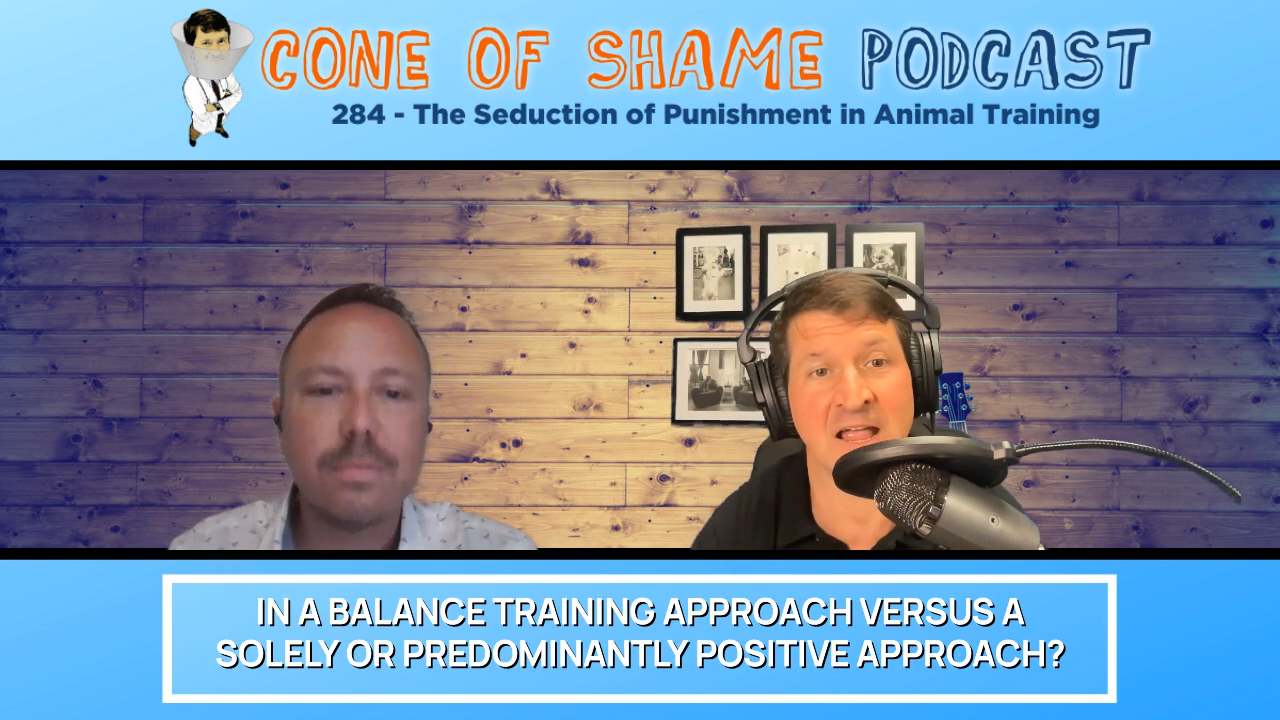 CONE OF SHAME PODCAST
284 - The Seduction of Punishment in Animal Training
IN A BALANCE TRAINING APPROACH VERSUS A
SOLELY OR PREDOMINANTLY POSITIVE APPROACH?